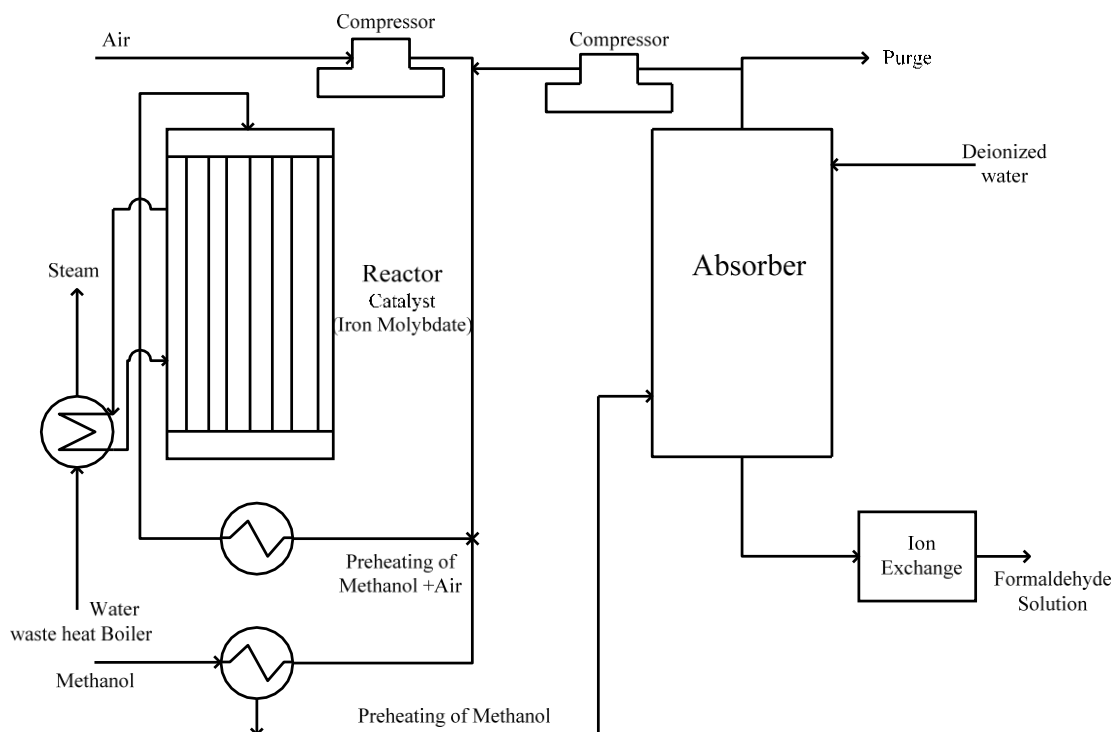 Compressor
Air
Compressor
Purge
Deionized
water
Absorber
Reactor
Catalyst
(Iron Molybdate)
Steam
Ion
Exchange
Formaldehyde
Solution
Preheating of
Methanol +Air
Water
waste heat Boiler
Methanol
Preheating of Methanol